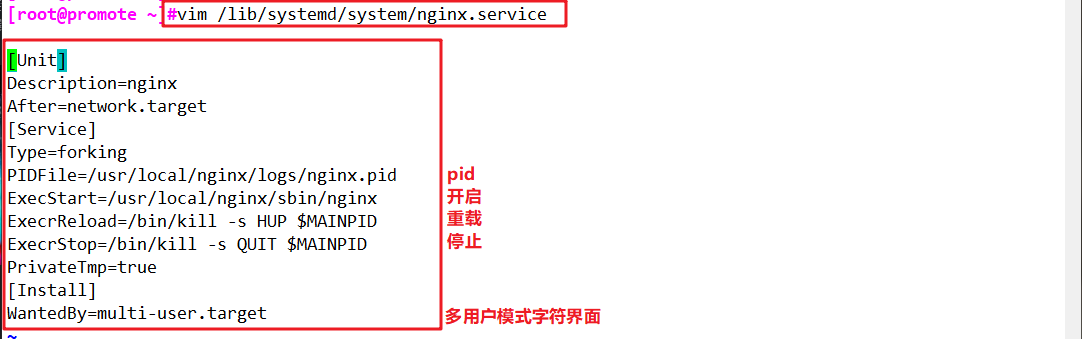 [root@promote ~]#vim /lib/systemd/system/nginx.service
[Unit]
Description=nginx
After=network.target
[Service]
Type=forking
PIDFile=/usr/local/nginx/logs/nginx.pid pid
ExecStart=/usr/local/nginx/sbin/nginx 开启
ExecrReload=/bin/kill -s HUP $MAINPID 重载
ExecrStop=/bin/kill -s QUIT $MAINPID 停止
PrivateTmp=true
[Install]
WantedBy=multi-user.target 多用户模式字符界面
~